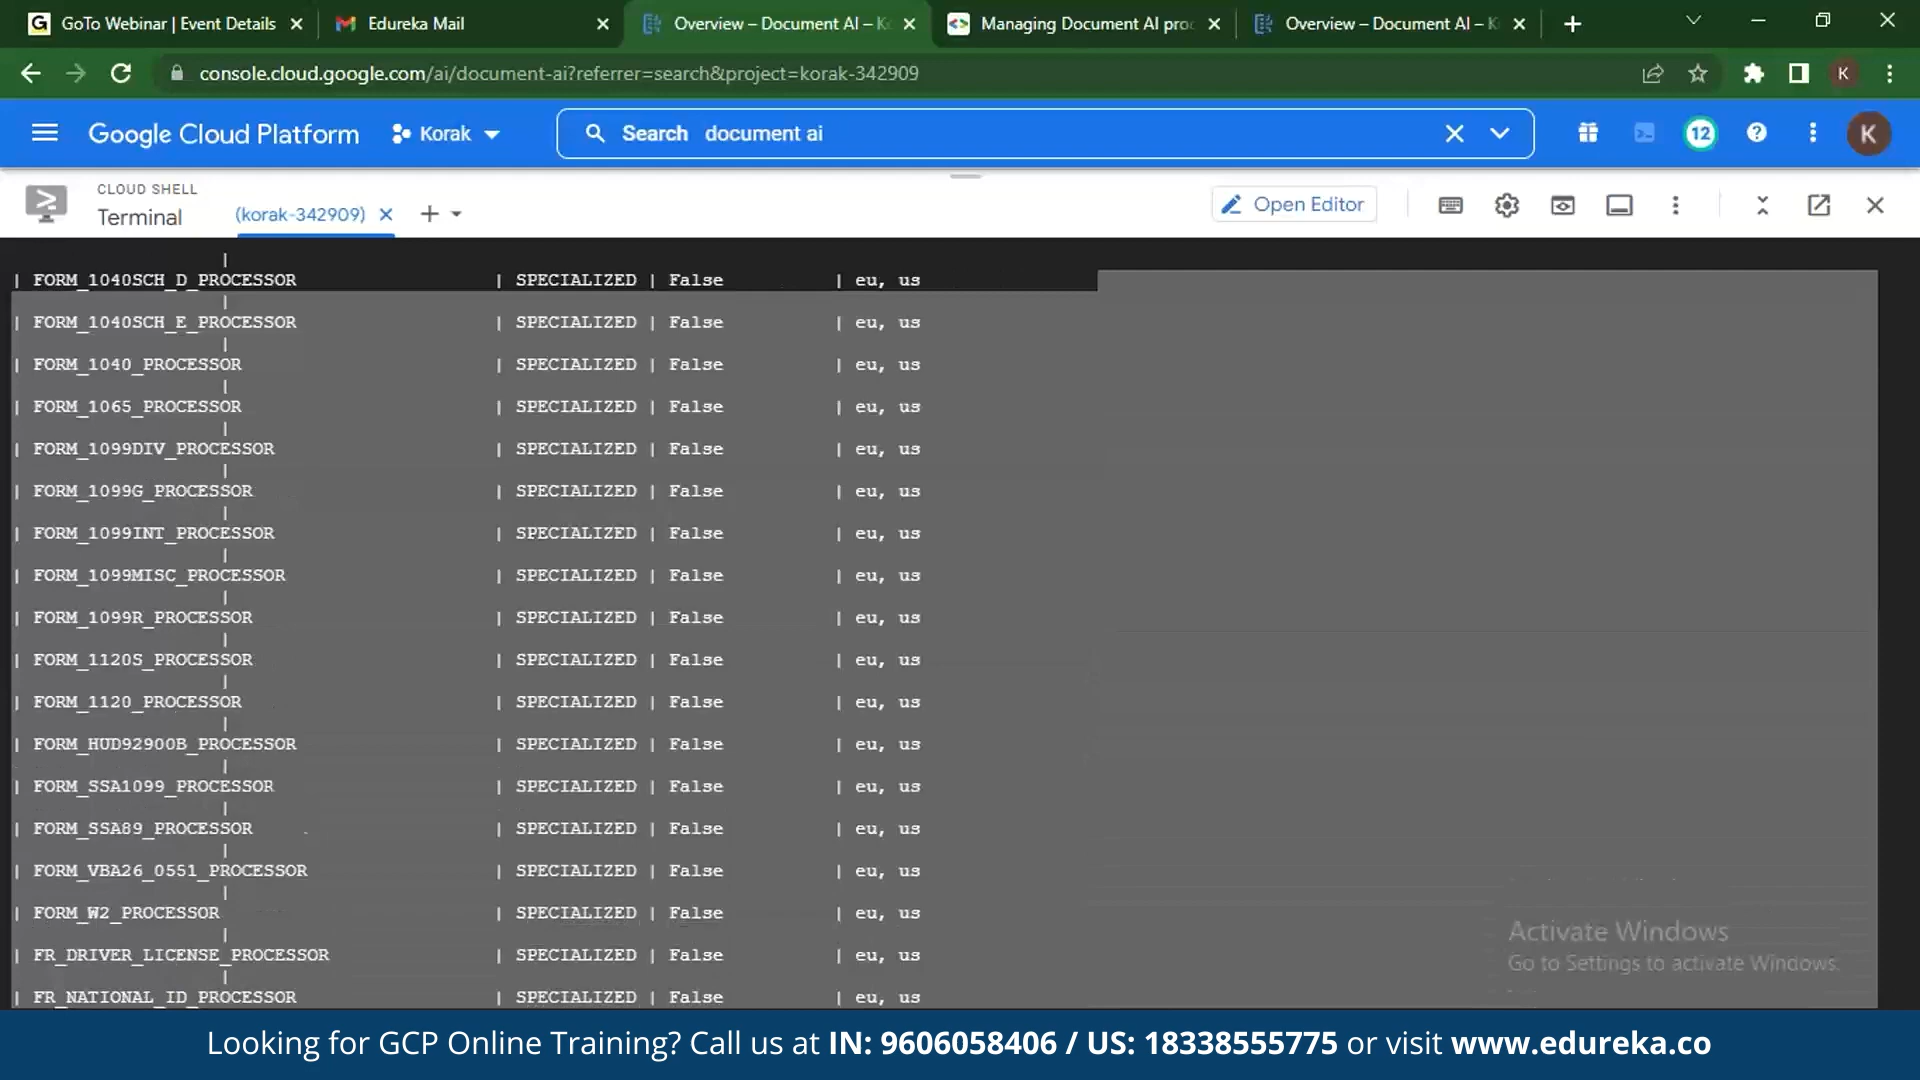 GoTo Webinar | Event Details
Edureka Mail
Overview – Document AI – Ko
Managing Document AI proc
Overview – Document AI – K
console.cloud.google.com/ai/document-ai?referrer=search&project=korak-342909
K
Google Cloud Platform
Korak
Search document ai
12
K
CLOUD SHELL
Terminal
(korak-342909)
Open Editor
|
| FORM_1040SCH_D_PROCESSOR | SPECIALIZED | False | eu, us
|
| FORM_1040SCH_E_PROCESSOR | SPECIALIZED | False | eu, us
|
| FORM_1040_PROCESSOR | SPECIALIZED | False | eu, us
|
| FORM_1065_PROCESSOR | SPECIALIZED | False | eu, us
|
| FORM_1099DIV_PROCESSOR | SPECIALIZED | False | eu, us
|
| FORM_1099G_PROCESSOR | SPECIALIZED | False | eu, us
|
| FORM_1099INT_PROCESSOR | SPECIALIZED | False | eu, us
|
| FORM_1099MISC_PROCESSOR | SPECIALIZED | False | eu, us
|
| FORM_1099R_PROCESSOR | SPECIALIZED | False | eu, us
|
| FORM_1120S_PROCESSOR | SPECIALIZED | False | eu, us
|
| FORM_1120_PROCESSOR | SPECIALIZED | False | eu, us
|
| FORM_HUD92900B_PROCESSOR | SPECIALIZED | False | eu, us
|
| FORM_SSA1099_PROCESSOR | SPECIALIZED | False | eu, us
|
| FORM_SSA89_PROCESSOR | SPECIALIZED | False | eu, us
|
| FORM_VBA26_0551_PROCESSOR | SPECIALIZED | False | eu, us
|
| FORM_W2_PROCESSOR | SPECIALIZED | False | eu, us
|
| FR_DRIVER_LICENSE_PROCESSOR | SPECIALIZED | False | eu, us
|
| FR_NATIONAL_ID_PROCESSOR | SPECIALIZED | False | eu, us
Activate Windows
Go to Settings to activate Windows.
Looking for GCP Online Training? Call us at IN: 9606058406 / US: 18338555775 or visit www.edureka.co